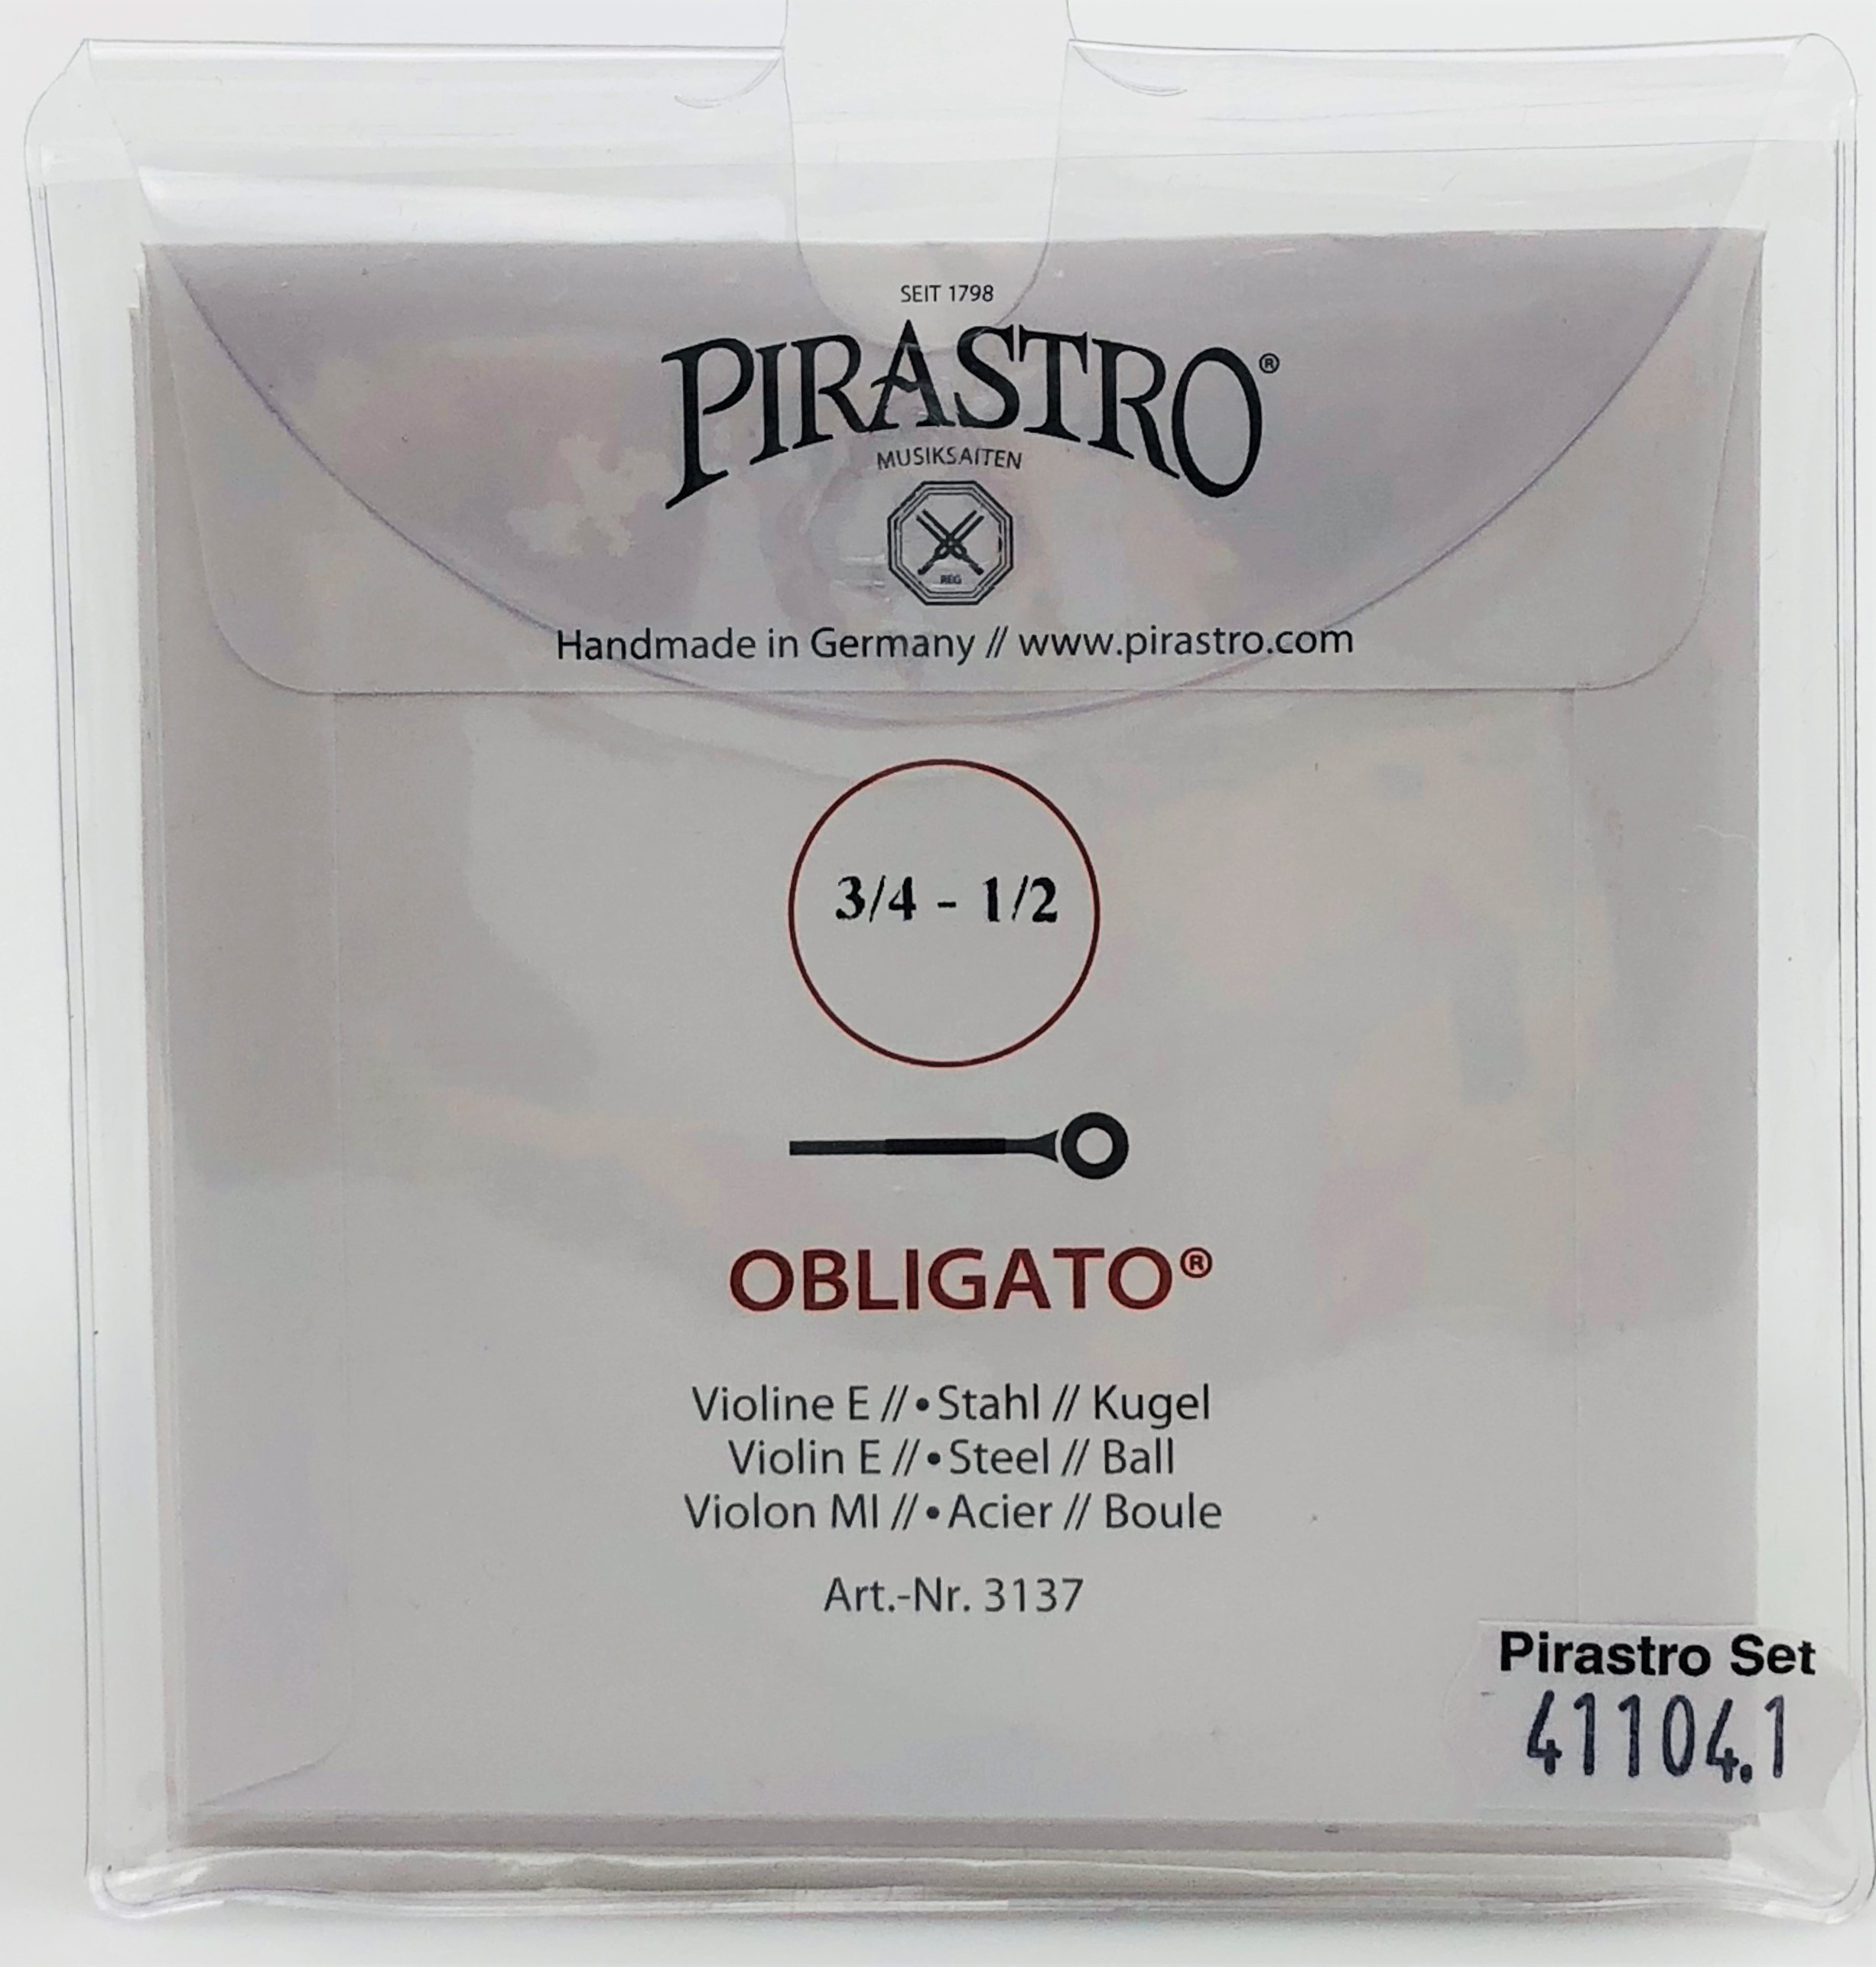 SEIT 1798
PIRASTRO®
MUSIKSAITEN
REG
Handmade in Germany // www.pirastro.com
3/4 - 1/2
OBLIGATO®
Violine E //•Stahl // Kugel
Violin E //•Steel // Ball
Violon MI //•Acier // Boule
Art.-Nr. 3137
Pirastro Set
41104.1